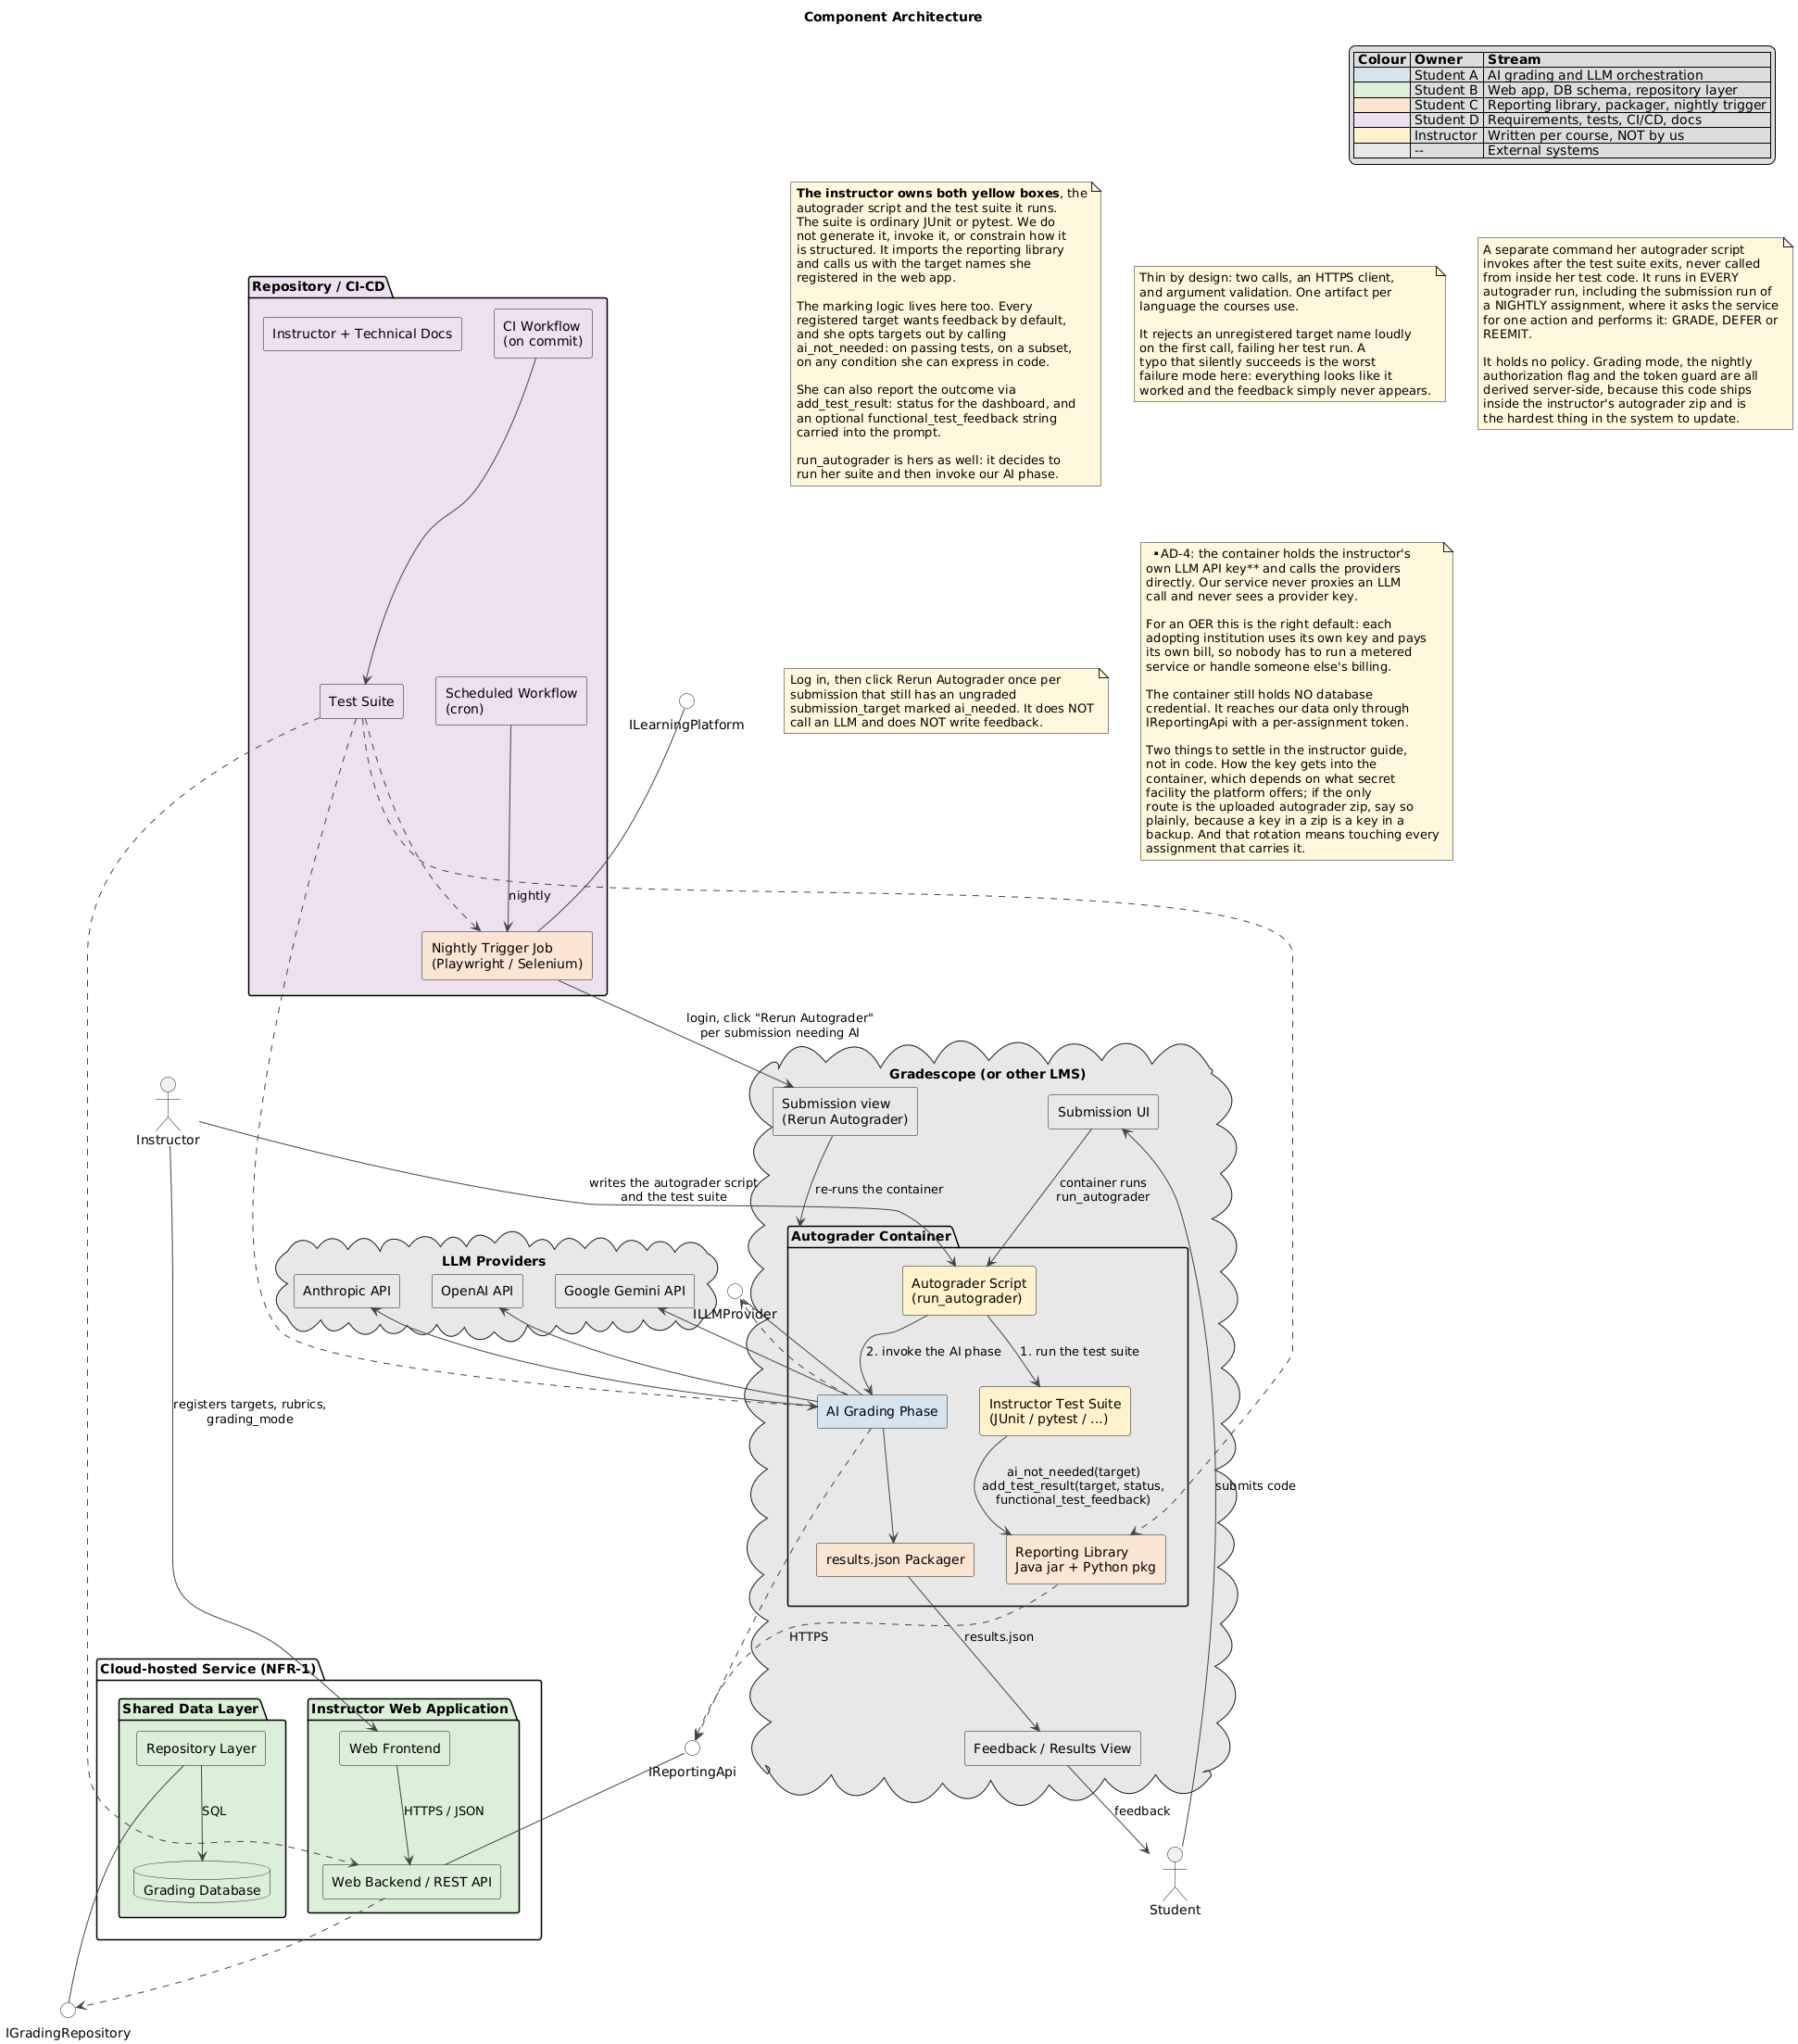 Component Architecture
Colour Owner Stream
Student A AI grading and LLM orchestration
Student B Web app, DB schema, repository layer
Student C Reporting library, packager, nightly trigger
Student D Requirements, tests, CI/CD, docs
Instructor Written per course, NOT by us
-- External systems
The instructor owns both yellow boxes, the
autograder script and the test suite it runs.
The suite is ordinary JUnit or pytest. We do
not generate it, invoke it, or constrain how it
is structured. It imports the reporting library
and calls us with the target names she
registered in the web app.
The marking logic lives here too. Every
registered target wants feedback by default,
and she opts targets out by calling
ai_not_needed: on passing tests, on a subset,
on any condition she can express in code.
She can also report the outcome via
add_test_result: status for the dashboard, and
an optional functional_test_feedback string
carried into the prompt.
run_autograder is hers as well: it decides to
run her suite and then invoke our AI phase.
Thin by design: two calls, an HTTPS client,
and argument validation. One artifact per
language the courses use.
It rejects an unregistered target name loudly
on the first call, failing her test run. A
typo that silently succeeds is the worst
failure mode here: everything looks like it
worked and the feedback simply never appears.
A separate command her autograder script
invokes after the test suite exits, never called
from inside her test code. It runs in EVERY
autograder run, including the submission run of
a NIGHTLY assignment, where it asks the service
for one action and performs it: GRADE, DEFER or
REEMIT.
It holds no policy. Grading mode, the nightly
authorization flag and the token guard are all
derived server-side, because this code ships
inside the instructor's autograder zip and is
the hardest thing in the system to update.
Repository / CI-CD
Instructor + Technical Docs
CI Workflow
(on commit)
▪ AD-4: the container holds the instructor's
own LLM API key** and calls the providers
directly. Our service never proxies an LLM
call and never sees a provider key.
For an OER this is the right default: each
adopting institution uses its own key and pays
its own bill, so nobody has to run a metered
service or handle someone else's billing.
The container still holds NO database
credential. It reaches our data only through
IReportingApi with a per-assignment token.
Two things to settle in the instructor guide,
not in code. How the key gets into the
container, which depends on what secret
facility the platform offers; if the only
route is the uploaded autograder zip, say so
plainly, because a key in a zip is a key in a
backup. And that rotation means touching every
assignment that carries it.
Log in, then click Rerun Autograder once per
submission that still has an ungraded
submission_target marked ai_needed. It does NOT
call an LLM and does NOT write feedback.
Test Suite
Scheduled Workflow
(cron)
ILearningPlatform
nightly
Nightly Trigger Job
(Playwright / Selenium)
login, click "Rerun Autograder"
per submission needing AI
Gradescope (or other LMS)
Submission view
(Rerun Autograder)
Submission UI
Instructor
writes the autograder script
and the test suite
re-runs the container
container runs
run_autograder
Autograder Container
LLM Providers
Anthropic API
OpenAI API
Google Gemini API
ILLMProvider
Autograder Script
(run_autograder)
2. invoke the AI phase
1. run the test suite
AI Grading Phase
Instructor Test Suite
(JUnit / pytest / ...)
registers targets, rubrics,
grading_mode
ai_not_needed(target)
add_test_result(target, status,
functional_test_feedback)
submits code
results.json Packager
Reporting Library
Java jar + Python pkg
HTTPS
results.json
Cloud-hosted Service (NFR-1)
Shared Data Layer
Instructor Web Application
Repository Layer
Web Frontend
Feedback / Results View
IReportingApi
SQL
HTTPS / JSON
feedback
Grading Database
Web Backend / REST API
Student
IGradingRepository